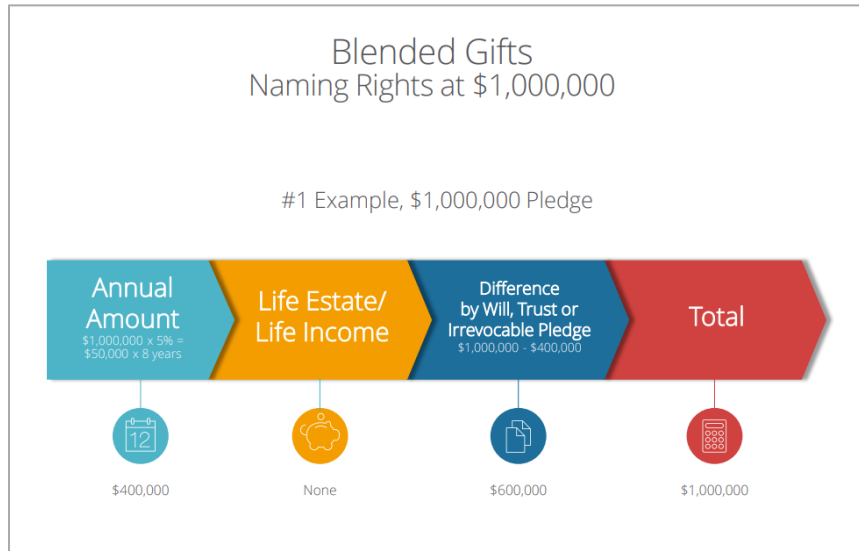 Blended Gifts
Naming Rights at $1,000,000
#1 Example, $1,000,000 Pledge
Annual
Amount
$1,000,000 x 5% =
$50,000 x 8 years
Life Estate/
Life Income
Difference
by Will, Trust or
Irrevocable Pledge
$1,000,000 - $400,000
Total
12
$400,000
None
$600,000
$1,000,000